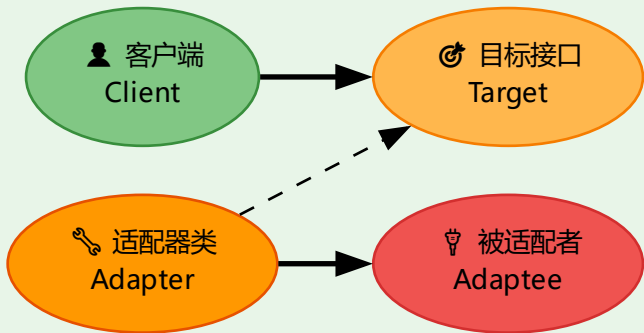 👤 客户端
Client
🎯 目标接口
Target
🔧 适配器类
Adapter
🔌 被适配者
Adaptee